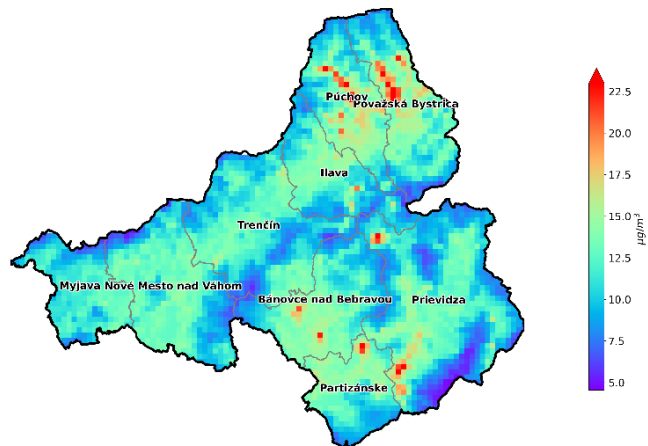 Púchov
Považská Bystrica
Ilava
Trenčín
Myjava
Nové Mesto nad Váhom
Bánovce nad Bebravou
Prievidza
Partizánske
22.5
20.0
17.5
15.0
12.5
10.0
7.5
5.0
μg/m³